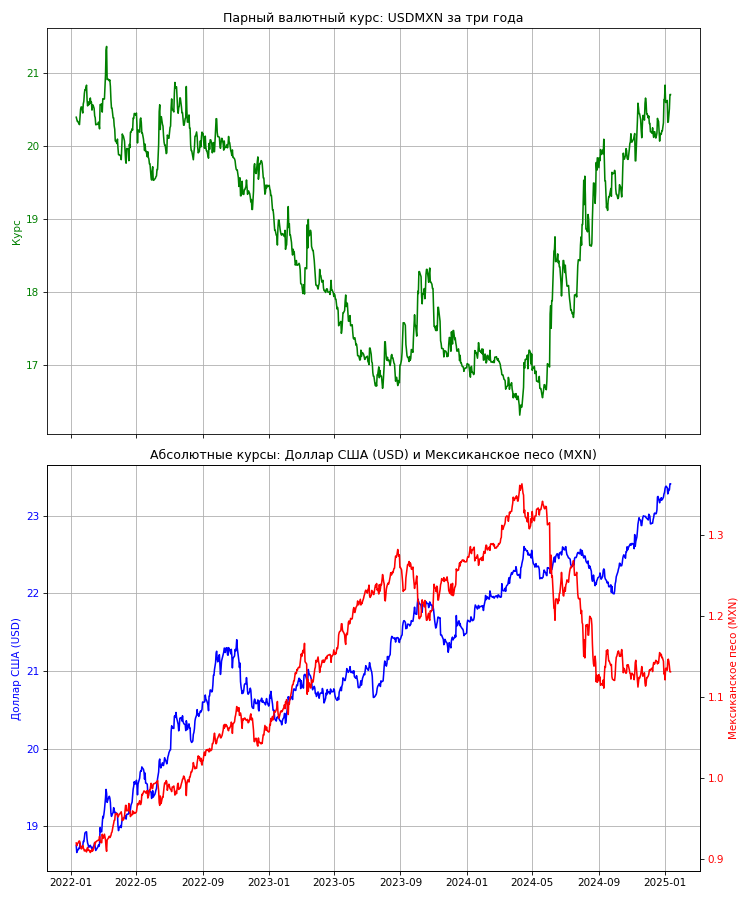 Парный валютный курс: USDMXN за три года
21
20
19
18
17
Курс
Абсолютные курсы: Доллар США (USD) и Мексиканское песо (MXN)
23
22
21
20
19
Доллар США (USD)
1.3
1.2
1.1
1.0
0.9
Мексиканское песо (MXN)
2022-01 2022-05 2022-09 2023-01 2023-05 2023-09 2024-01 2024-05 2024-09 2025-01